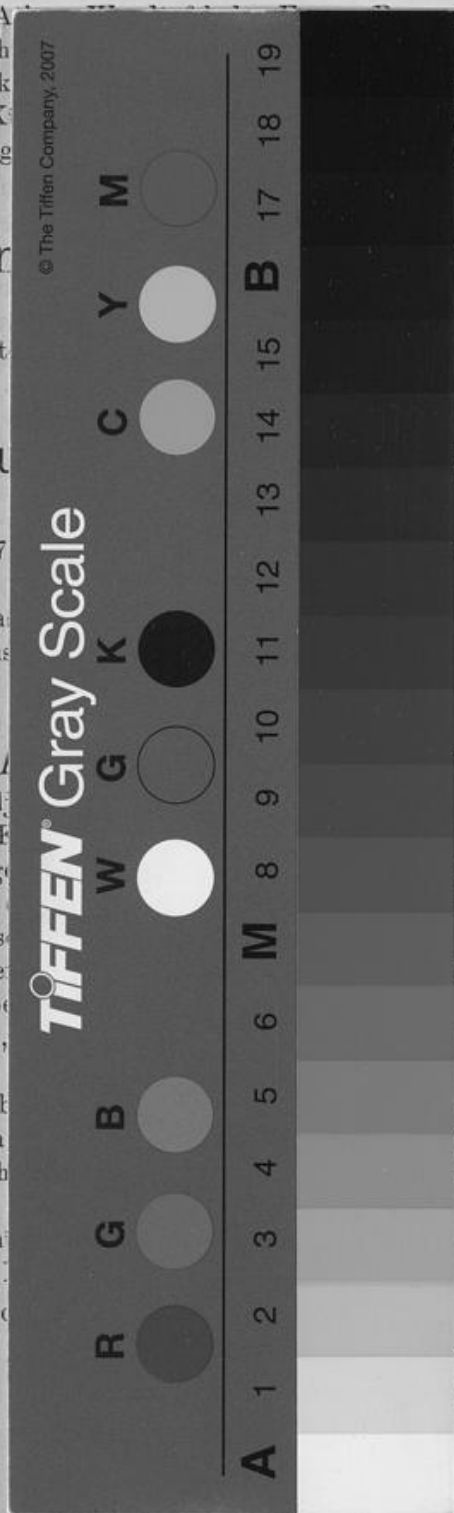 © The Tiffen Company, 2007
TIFFEN® Gray Scale
R G B W G K C Y M
A 1 2 3 4 5 6 M 8 9 10 11 12 13 14 15 B 17 18 19